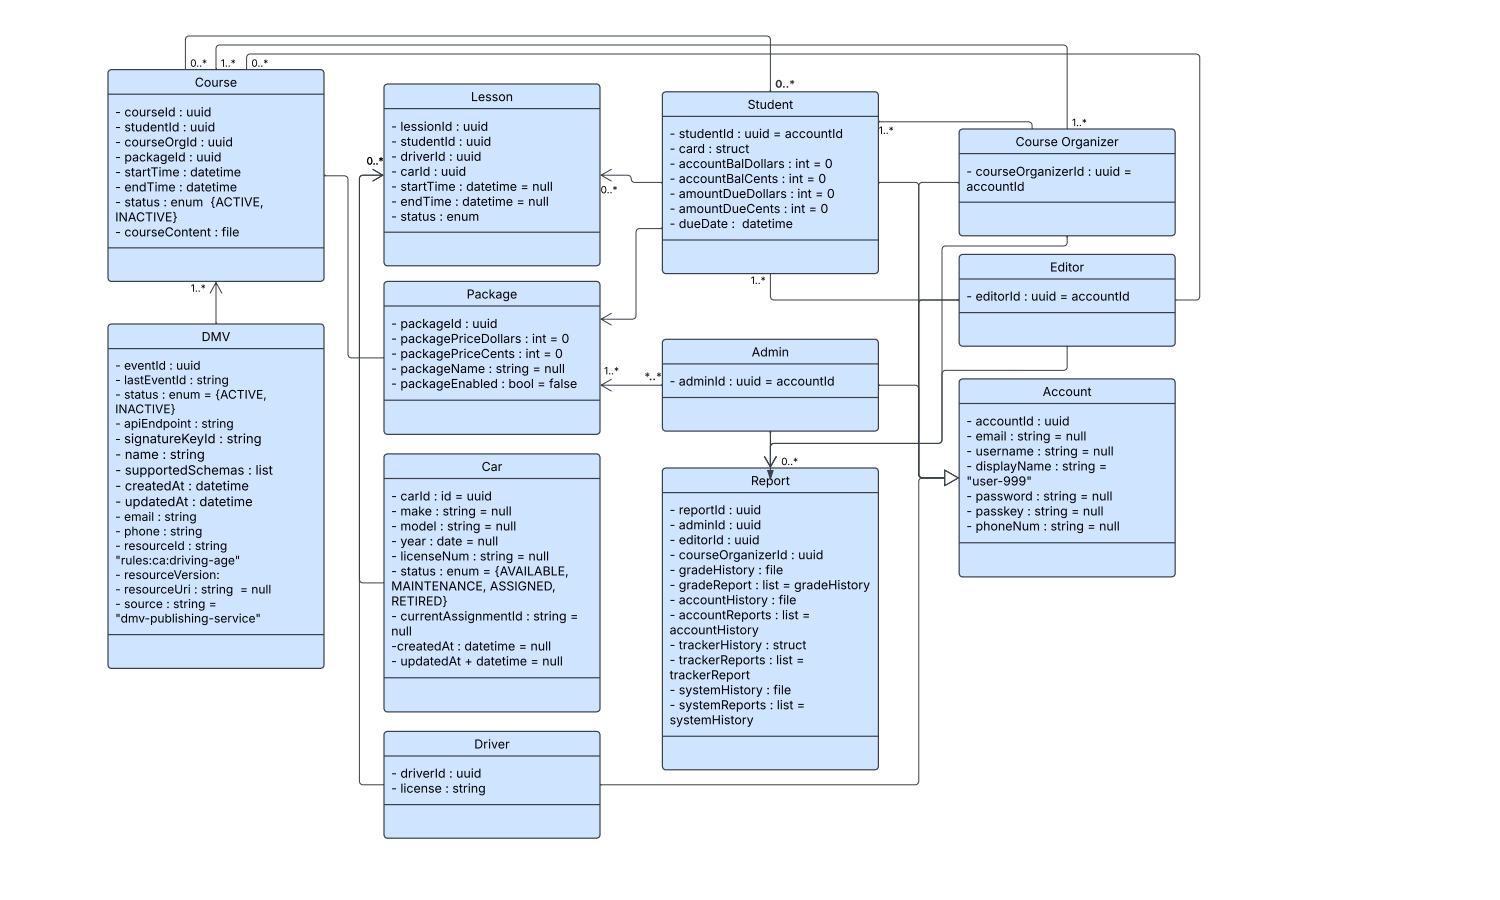 0..*
1..*
0..*
Course
- courseId : uuid
- studentId : uuid
- courseOrgId : uuid
- packageId : uuid
- startTime : datetime
- endTime : datetime
- status : enum  {ACTIVE,
INACTIVE}
- courseContent : file
1..*
DMV
- eventId : uuid
- lastEventId : string
- status : enum = {ACTIVE,
INACTIVE}
- apiEndpoint : string
- signatureKeyId : string
- name : string
- supportedSchemas : list
- createdAt : datetime
- updatedAt : datetime
- email : string
- phone : string
- resourceId : string
"rules:ca:driving-age"
- resourceVersion:
- resourceUri : string  = null
- source : string =
"dmv-publishing-service"
Lesson
- lessionId : uuid
- studentId : uuid
- driverId : uuid
- carId : uuid
- startTime : datetime = null
- endTime : datetime = null
- status : enum
0..*
0..*
Package
- packageId : uuid
- packagePriceDollars : int = 0
- packagePriceCents : int = 0
- packageName : string = null
- packageEnabled : bool = false
1..*
*..*
Car
- carId : id = uuid
- make : string = null
- model : string = null
- year : date = null
- licenseNum : string = null
- status : enum = {AVAILABLE,
MAINTENANCE, ASSIGNED,
RETIRED}
- currentAssignmentId : string =
null
-createdAt : datetime = null
- updatedAt + datetime = null
Driver
- driverId : uuid
- license : string
0..*
Student
- studentId : uuid = accountId
- card : struct
- accountBalDollars : int = 0
- accountBalCents : int = 0
- amountDueDollars : int = 0
- amountDueCents : int = 0
- dueDate :  datetime
1..*
1..*
Admin
- adminId : uuid = accountId
0..*
Report
- reportId : uuid
- adminId : uuid
- editorId : uuid
- courseOrganizerId : uuid
- gradeHistory : file
- gradeReport : list = gradeHistory
- accountHistory : file
- accountReports : list =
accountHistory
- trackerHistory : struct
- trackerReports : list =
trackerReport
- systemHistory : file
- systemReports : list =
systemHistory
1..*
Course Organizer
- courseOrganizerId : uuid =
accountId
Editor
- editorId : uuid = accountId
Account
- accountId : uuid
- email : string = null
- username : string = null
- displayName : string =
"user-999"
- password : string = null
- passkey : string = null
- phoneNum : string = null